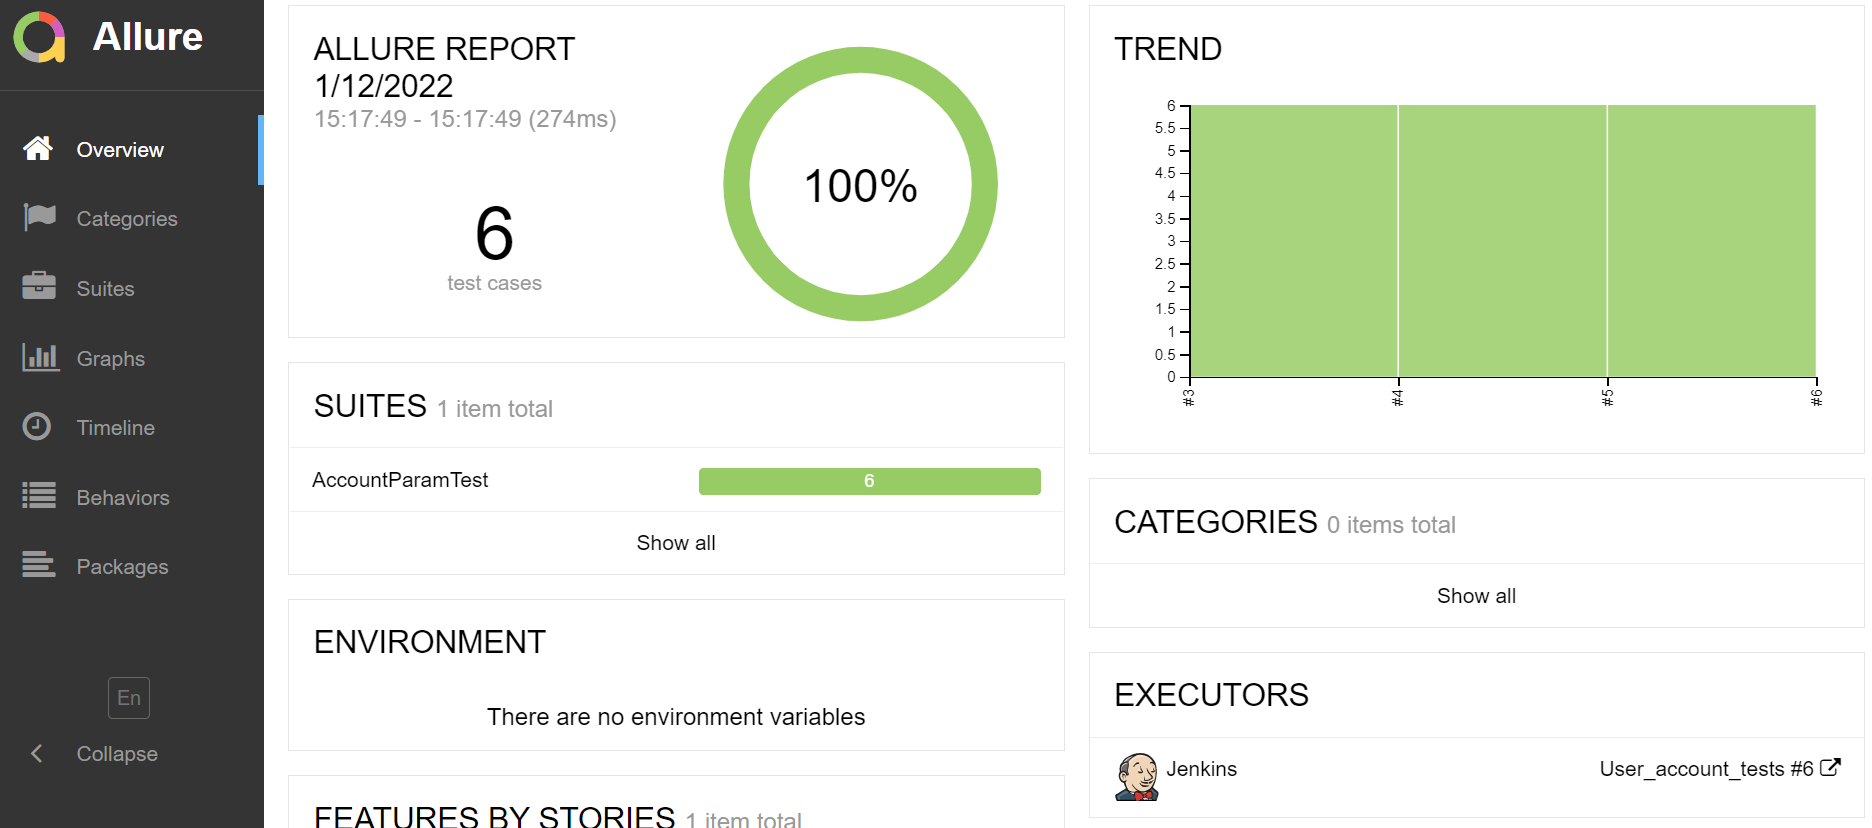 Allure
Overview
Categories
Suites
Graphs
Timeline
Behaviors
Packages
En
Collapse
ALLURE REPORT
1/12/2022
15:17:49 - 15:17:49 (274ms)
6
test cases
100%
SUITES 1 item total
AccountParamTest 6
Show all
ENVIRONMENT
There are no environment variables
FEATURES BY STORIES 1 item total
TREND
6
5.5
5
4.5
4
3.5
3
2.5
2
1.5
1
0.5
0
#3 #4 #5 #6
CATEGORIES 0 items total
Show all
EXECUTORS
Jenkins User_account_tests #6